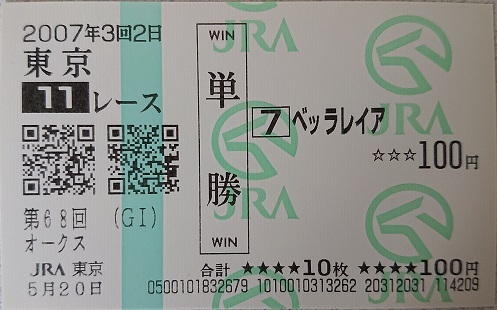 2007年3回2日
東京
11レース
第68回 (GI)
オークス
JRA 東京
5月20日
WIN
単勝
WIN
7 ベッラレイア
☆☆☆100円
JRA
JRA
JRA
合計 ★★★★10枚 ★★★★100円
0500101832679 1010010313262 20312031 114209